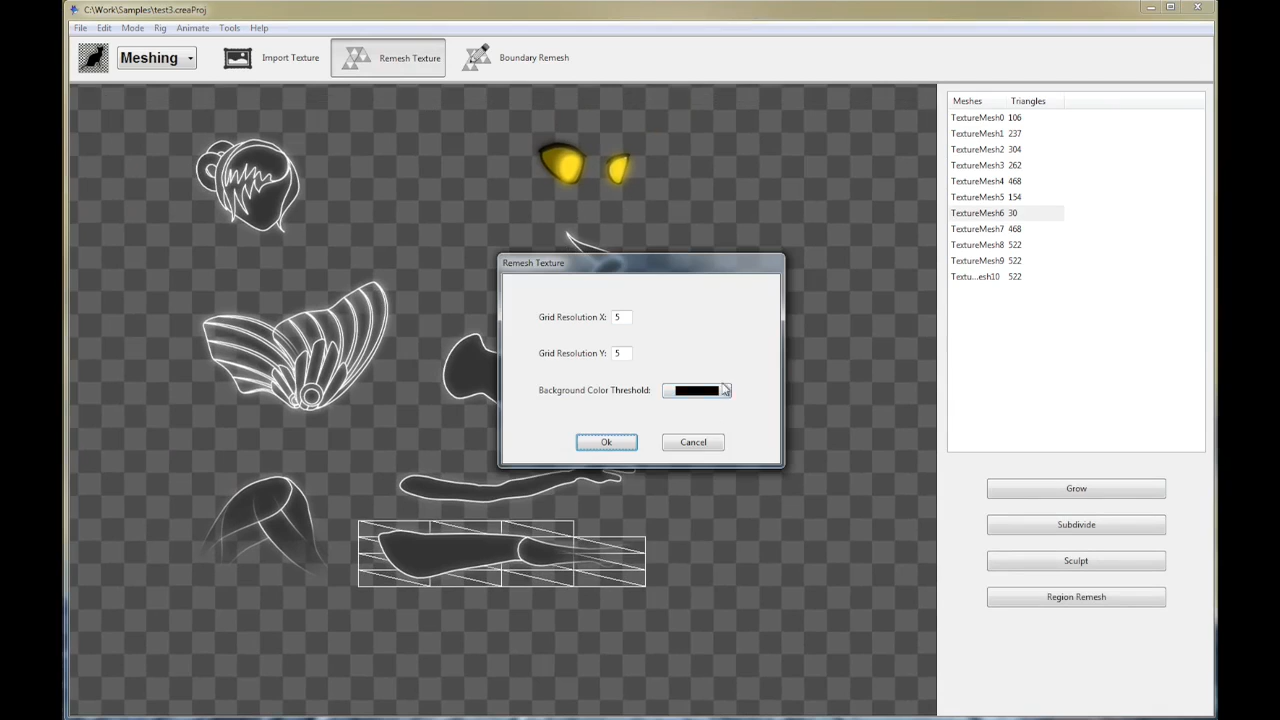 C:\Work\Samples\test3.creaProj
File Edit Mode Rig Animate Tools Help
Meshing Import Texture Remesh Texture Boundary Remesh
Meshes Triangles
TextureMesh0 106
TextureMesh1 237
TextureMesh2 304
TextureMesh3 262
TextureMesh4 468
TextureMesh5 154
TextureMesh6 30
TextureMesh7 468
TextureMesh8 522
TextureMesh9 522
Textu...esh10 522
Remesh Texture
Grid Resolution X: 5
Grid Resolution Y: 5
Background Color Threshold:
Ok Cancel
Grow
Subdivide
Sculpt
Region Remesh